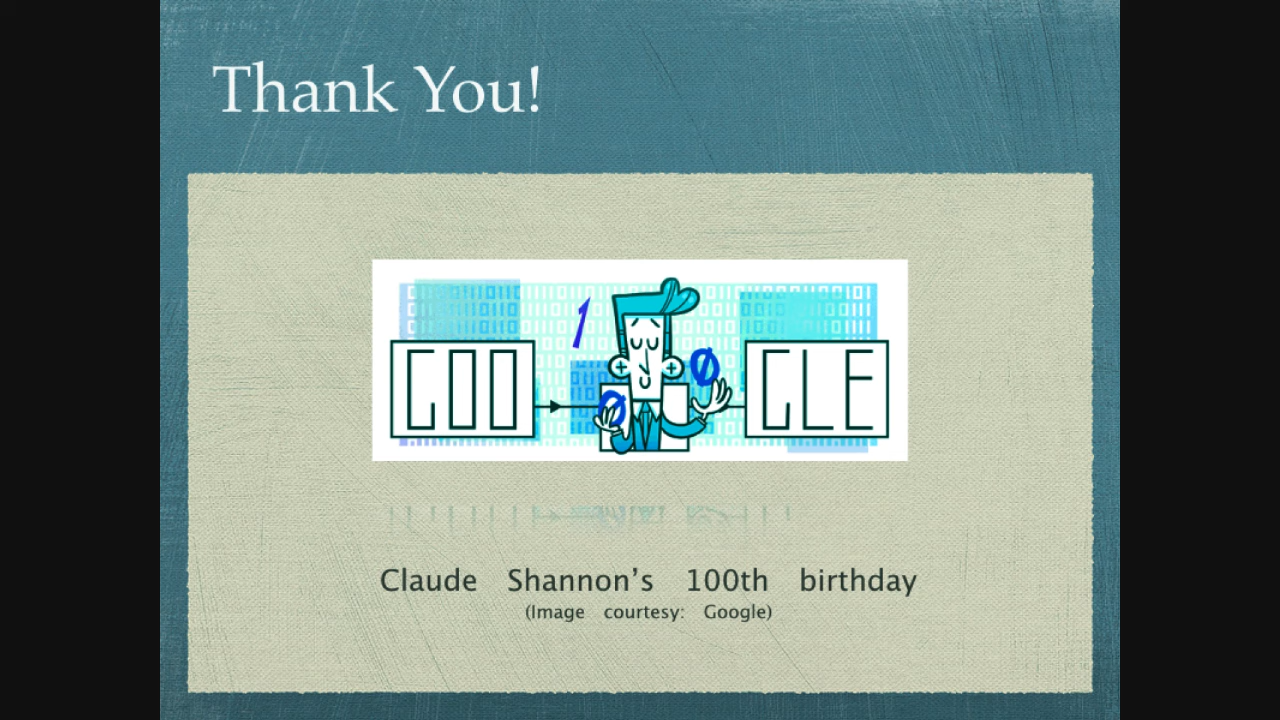 Thank You!
1
GOO
0
0
GLE
Claude Shannon’s 100th birthday
(Image courtesy: Google)